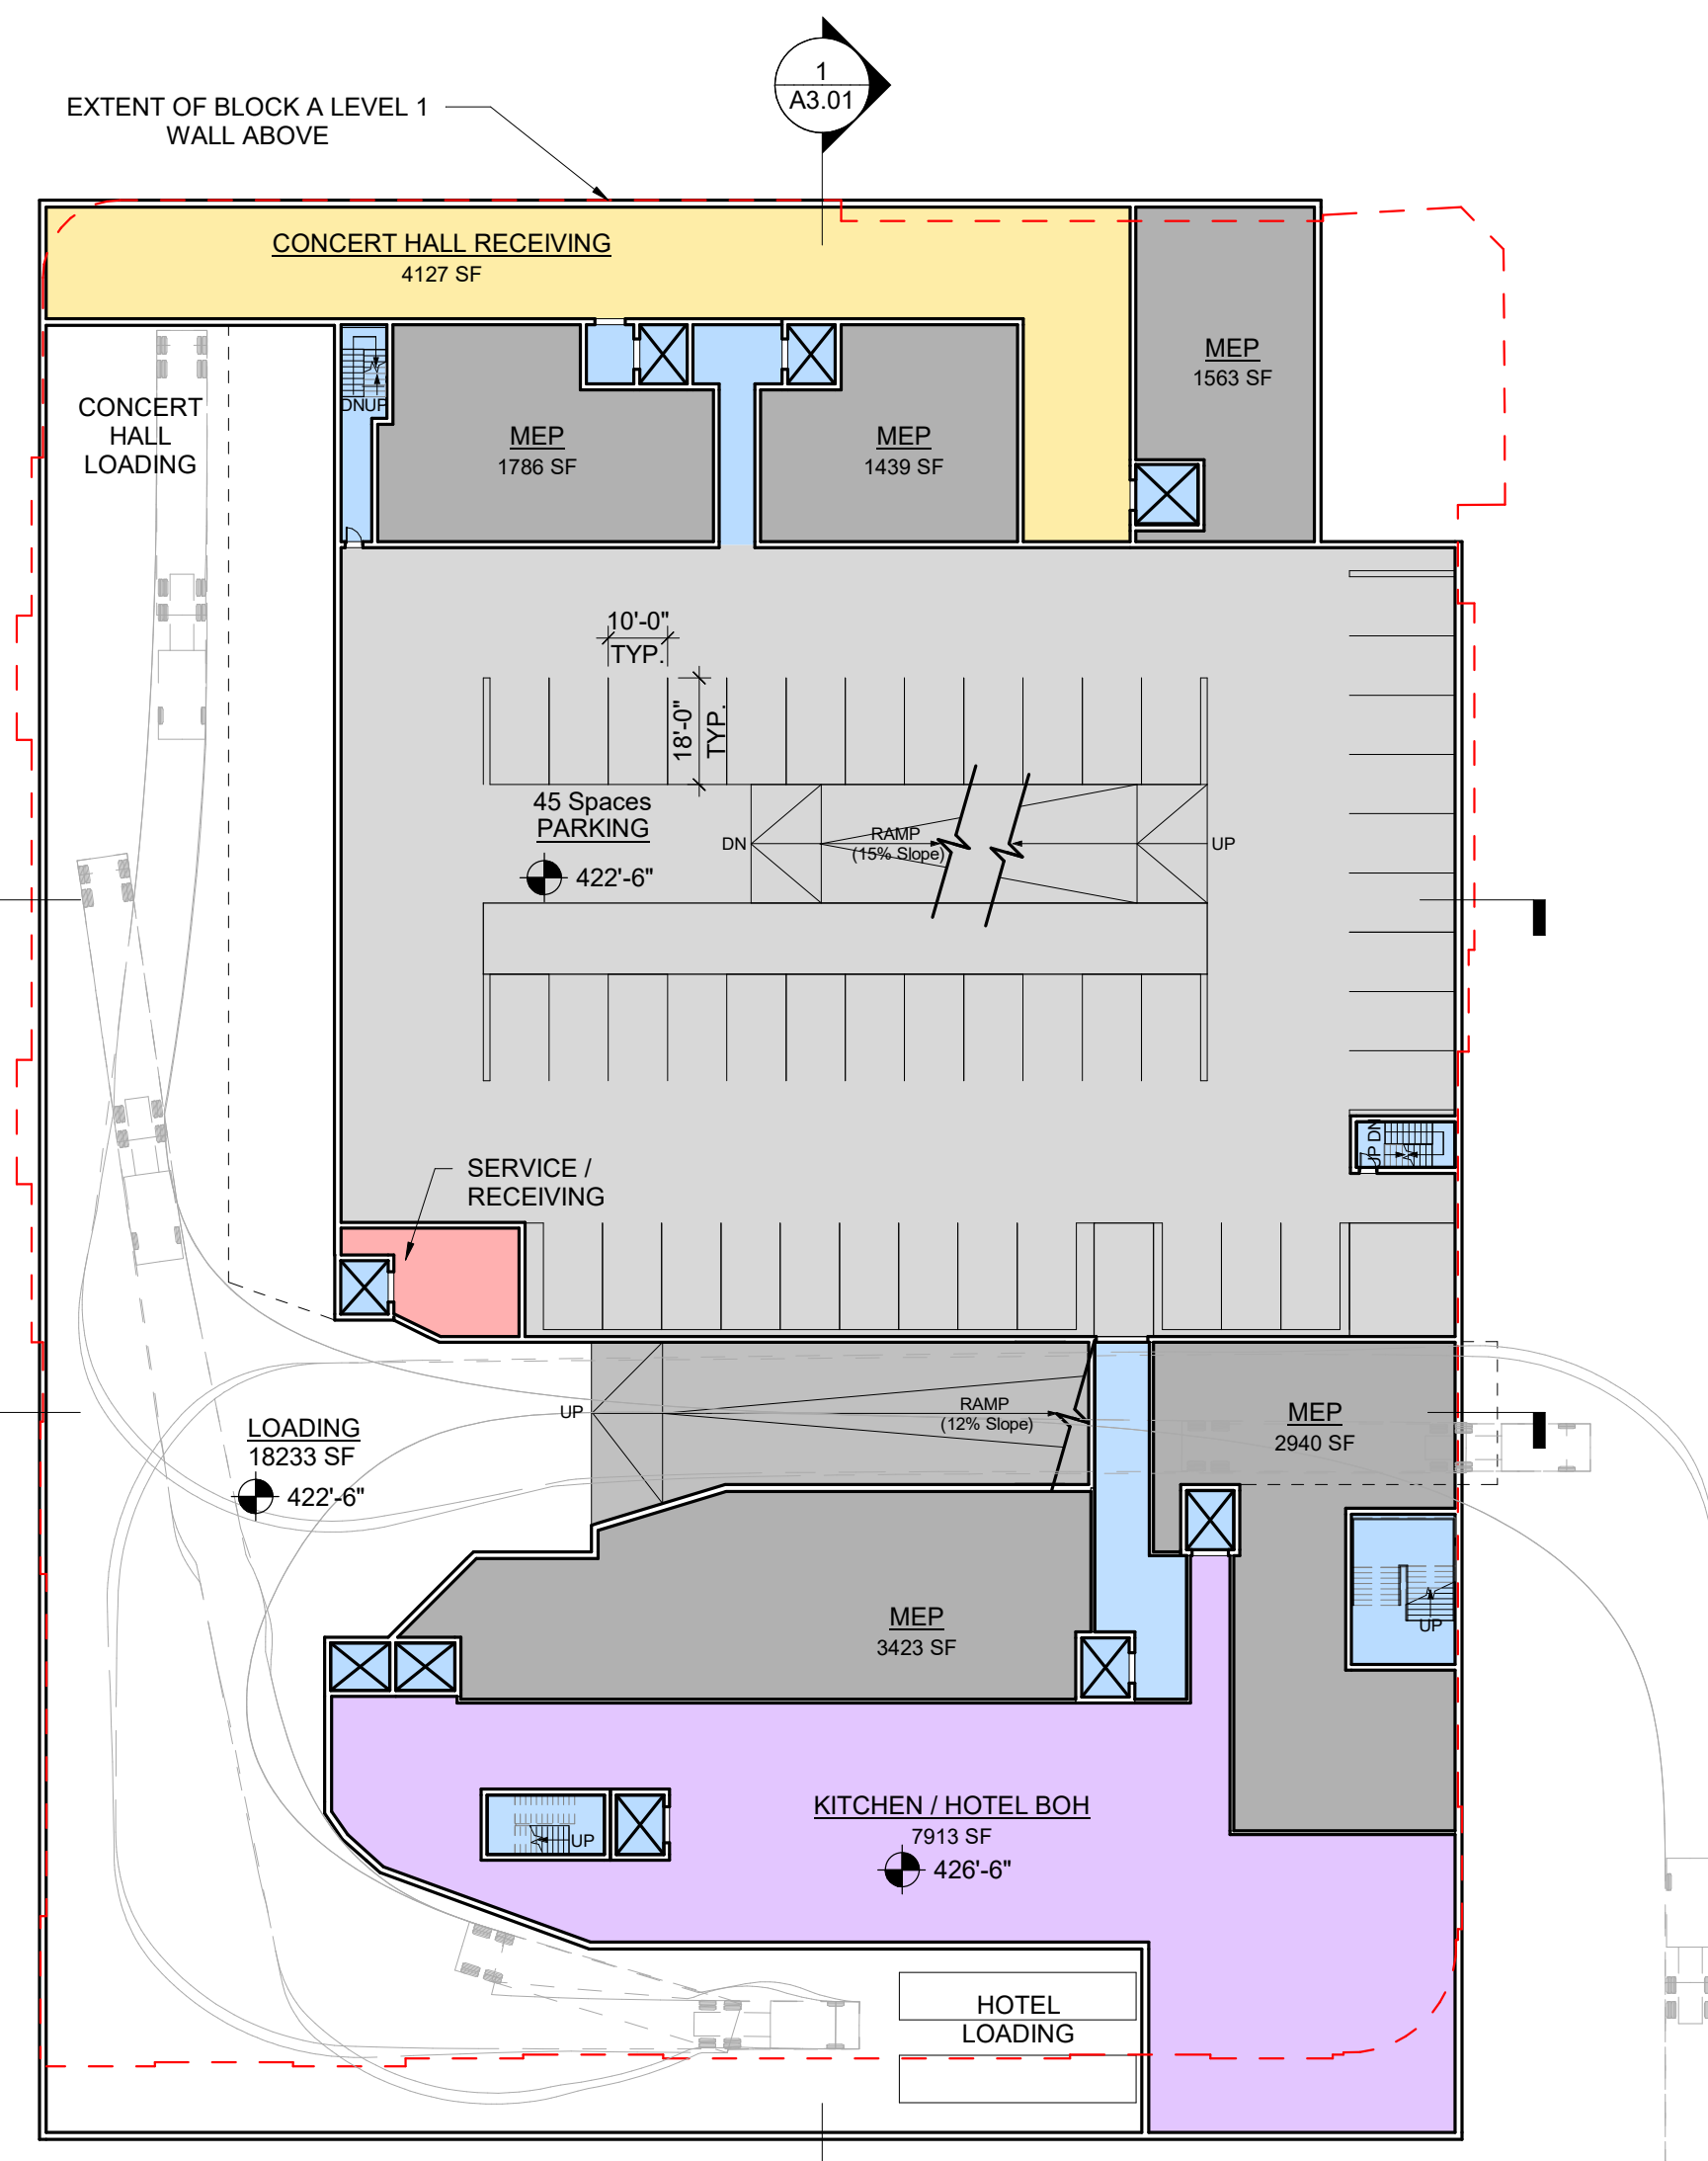 1
A3.01
EXTENT OF BLOCK A LEVEL 1
WALL ABOVE
CONCERT HALL RECEIVING
4127 SF
MEP
1563 SF
CONCERT
HALL
LOADING
DNUP
MEP
1786 SF
MEP
1439 SF
10'-0"
TYP.
18'-0"
TYP.
45 Spaces
PARKING
422'-6"
DN
RAMP
(15% Slope)
UP
UP DN
SERVICE /
RECEIVING
LOADING
18233 SF
422'-6"
UP
RAMP
(12% Slope)
MEP
2940 SF
MEP
3423 SF
UP
KITCHEN / HOTEL BOH
7913 SF
426'-6"
UP
HOTEL
LOADING